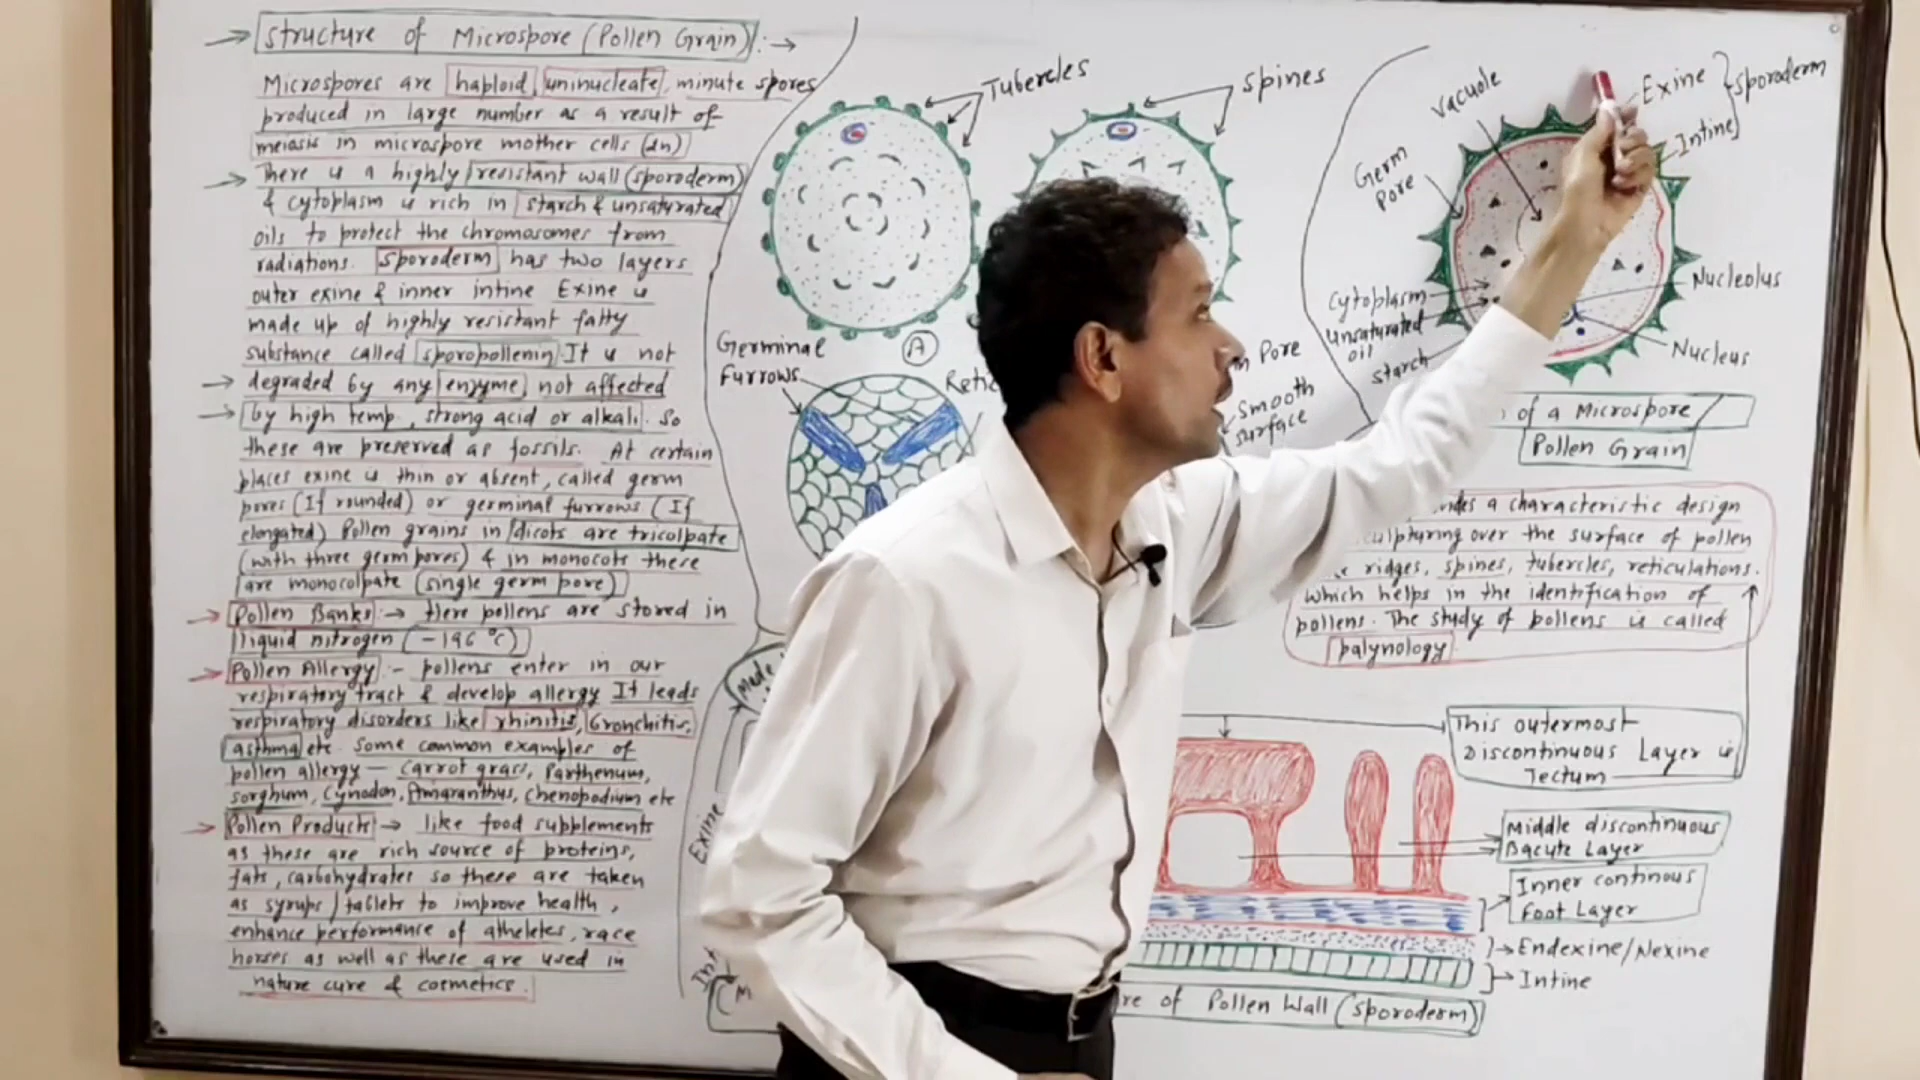 Structure of Microspore (Pollen Grain) :→
Microspores are haploid, uninucleate, minute spores
produced in large number as a result of
meiosis in microspore mother cells (2n)
There is a highly resistant wall (sporoderm)
& cytoplasm is rich in starch & unsaturated
oils to protect the chromosomes from
radiations. Sporoderm has two layers
outer exine & inner intine Exine is
made up of highly resistant fatty
substance called sporopollenin. It is not
degraded by any enzyme, not affected
by high temp, strong acid or alkali. So
these are preserved as fossils. At certain
places exine is thin or absent, called germ
pores (If rounded) or germinal furrows (If
elongated) Pollen grains in dicots are tricolpate
(with three germ pores) & in monocots these
are monocolpate (single germ pore)
Pollen Banks :→ Here pollens are stored in
liquid nitrogen (-196 °C)
Pollen Allergy :- pollens enter in our
respiratory tract & develop allergy It leads
respiratory disorders like rhinitis, bronchitis,
asthma etc. Some common examples of
pollen allergy — Carrot grass, Parthenum,
Sorghum, Cynodon, Amaranthus, Chenopodium etc
Pollen Products → like food supplements
as these are rich source of proteins,
fats, carbohydrates so these are taken
as syrups / tablets to improve health,
enhance performance of atheletes, race
horses as well as these are used in
nature cure & cosmetics.
Tubercles
A
Spines
Germinal
Furrows
Retic
m Pore
Smooth
surface
Vacuole
Exine
Intine
Sporoderm
Germ
Pore
Cytoplasm
Unsaturated
oil
Starch
Nucleolus
Nucleus
of a Microspore
Pollen Grain
a characteristic design
sculpturing over the surface of pollen
ridges, spines, tubercles, reticulations.
which helps in the identification of
pollens. The study of pollens is called
palynology
Made
Exine
Int
(M
This outermost
Discontinuous Layer is
Tectum
Middle discontinuous
Bacute Layer
Inner continous
Foot Layer
Endexine/Nexine
Intine
re of Pollen Wall (Sporoderm)